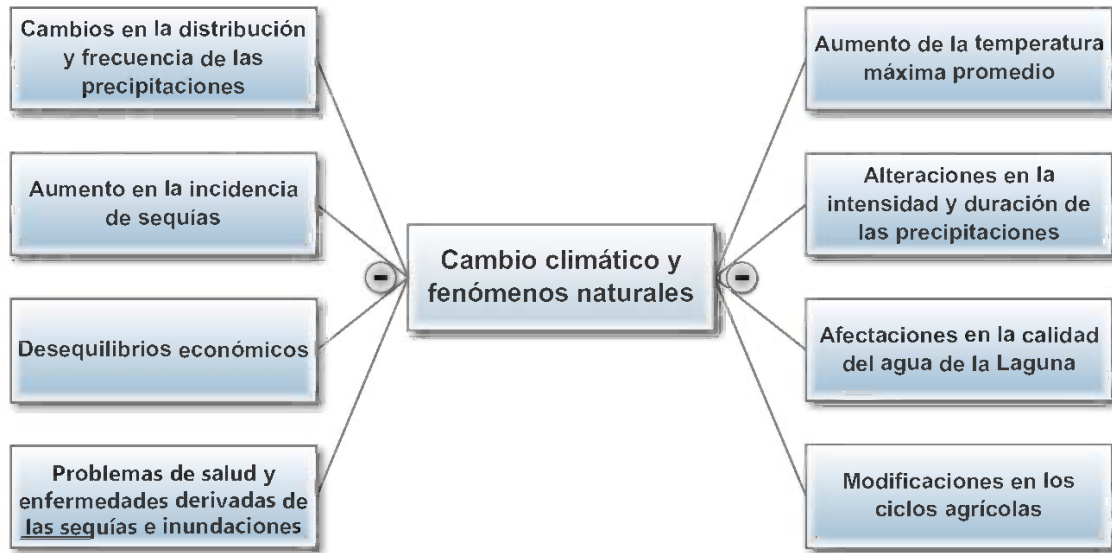 Cambios en la distribución
y frecuencia de las
precipitaciones
Aumento en la incidencia
de sequías
Desequilibrios económicos
Problemas de salud y
enfermedades derivadas de
las sequías e inundaciones
Cambio climático y
fenómenos naturales
Aumento de la temperatura
máxima promedio
Alteraciones en la
intensidad y duración de
las precipitaciones
Afectaciones en la calidad
del agua de la Laguna
Modificaciones en los
ciclos agrícolas